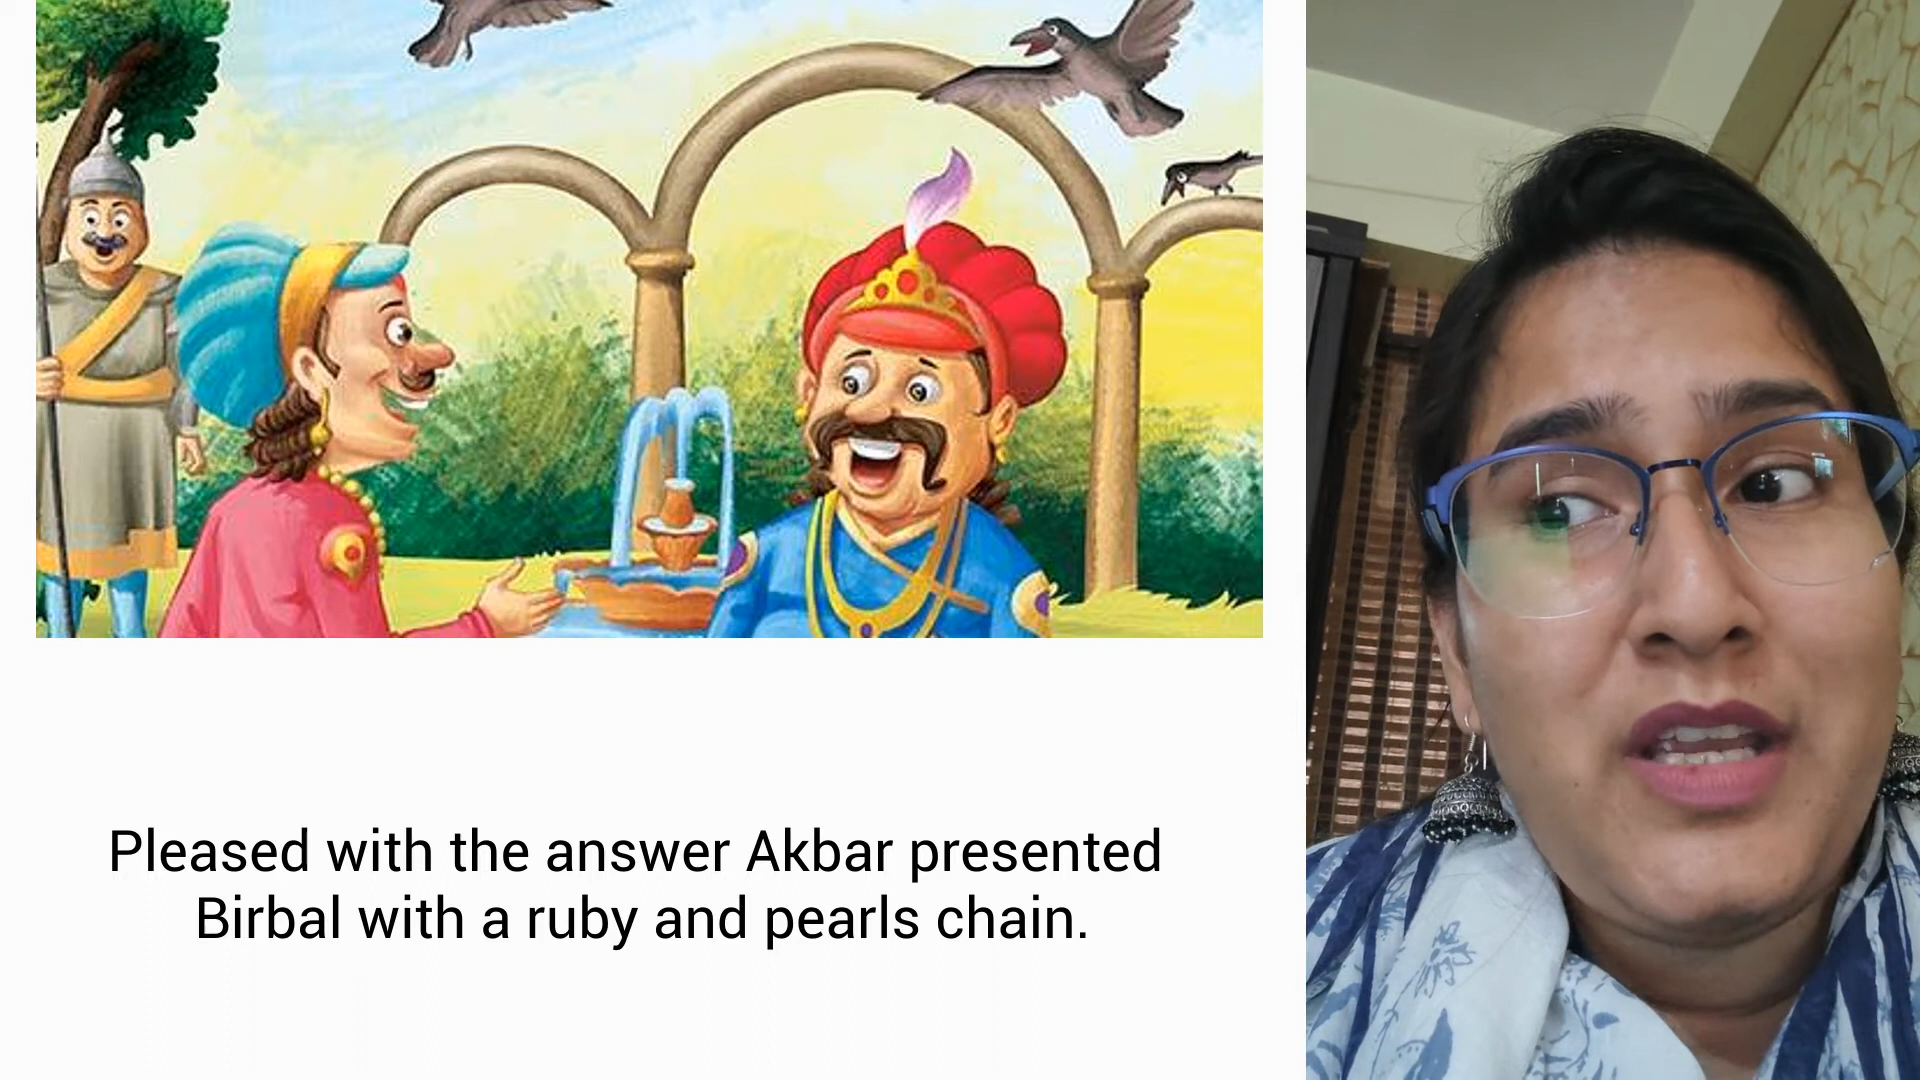 Pleased with the answer Akbar presented
Birbal with a ruby and pearls chain.